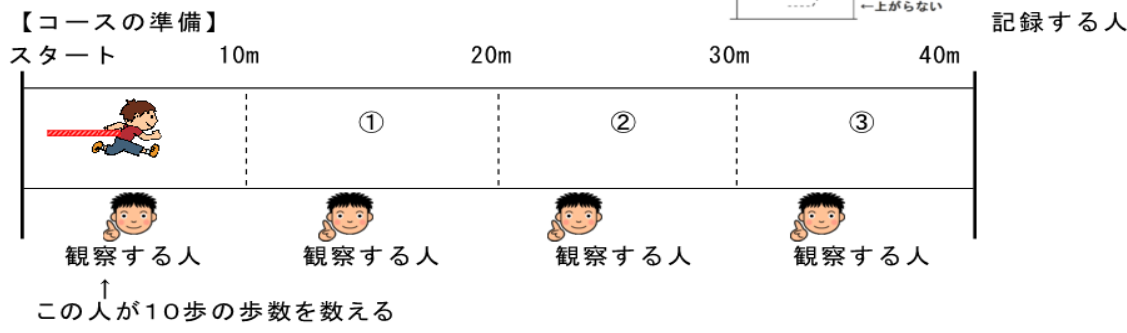 ←上がらない
【コースの準備】
記録する人
スタート 10m 20m 30m 40m
① ② ③
観察する人 観察する人 観察する人 観察する人
↑
この人が10歩の歩数を数える